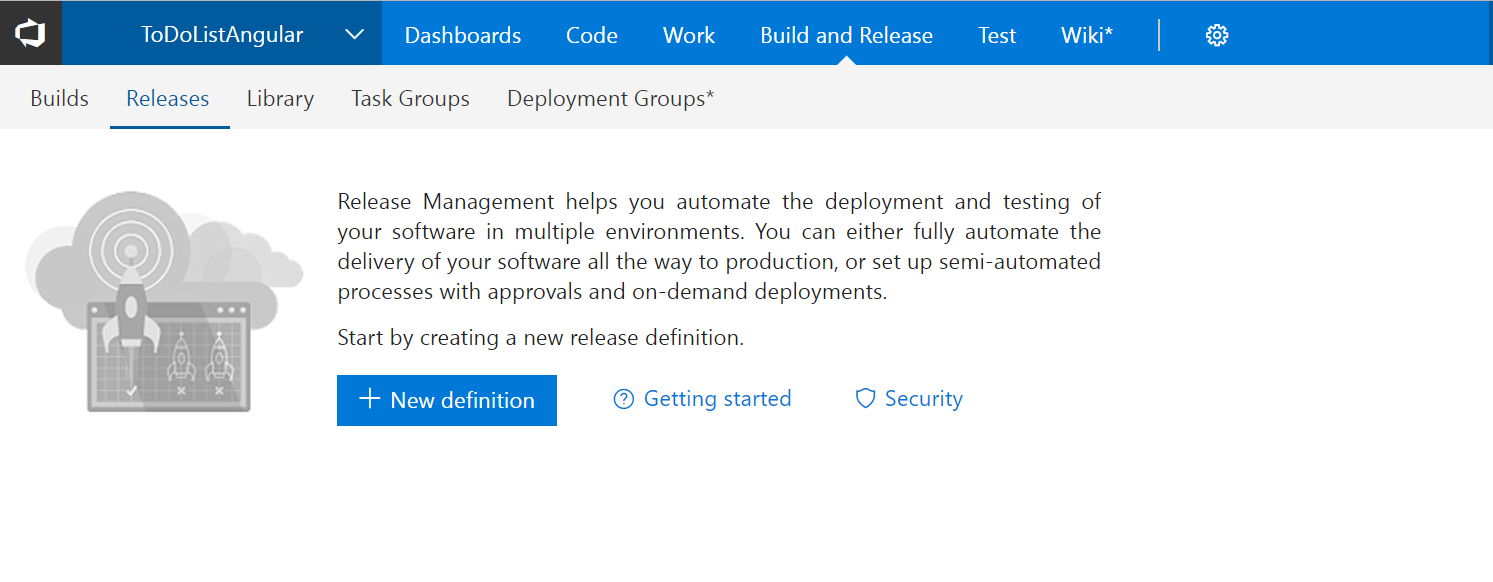 ToDoListAngular Dashboards Code Work Build and Release Test Wiki*
Builds Releases Library Task Groups Deployment Groups*
Release Management helps you automate the deployment and testing of
your software in multiple environments. You can either fully automate the
delivery of your software all the way to production, or set up semi-automated
processes with approvals and on-demand deployments.
Start by creating a new release definition.
New definition Getting started Security